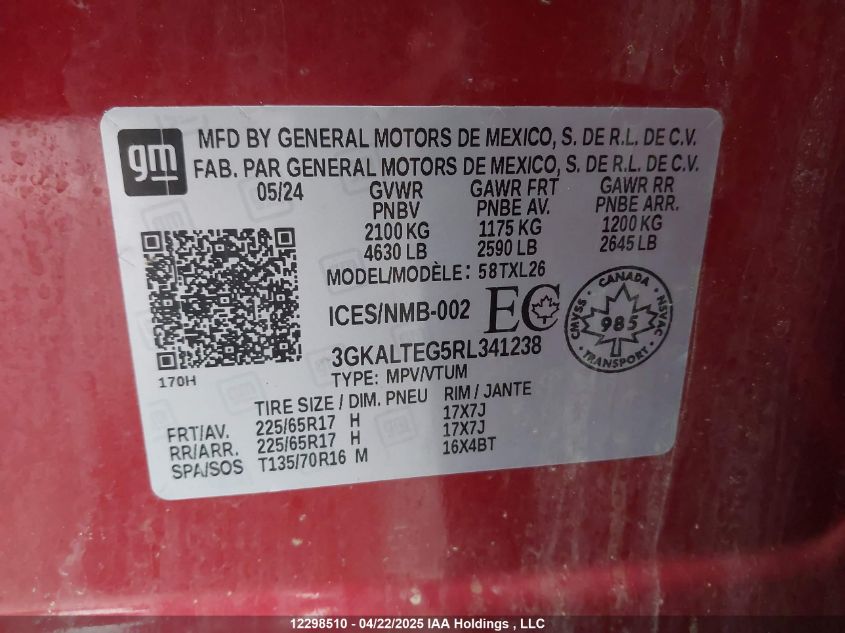 gm
MFD BY GENERAL MOTORS DE MEXICO, S. DE R.L. DE C.V.
FAB. PAR GENERAL MOTORS DE MEXICO, S. DE R.L. DE C.V.
05/24 GVWR GAWR FRT GAWR RR
PNBV PNBE AV. PNBE ARR.
2100 KG 1175 KG 1200 KG
4630 LB 2590 LB 2645 LB
MODEL/MODÈLE: 58TXL26
ICES/NMB-002 EC
CANADA
CMVSS 985 NSVAC
TRANSPORT
3GKALTEG5RL341238
170H TYPE: MPV/VTUM
TIRE SIZE / DIM. PNEU RIM / JANTE
FRT/AV. 225/65R17 H 17X7J
RR/ARR. 225/65R17 H 17X7J
SPA/SOS T135/70R16 M 16X4BT
12298510 - 04/22/2025 IAA Holdings , LLC